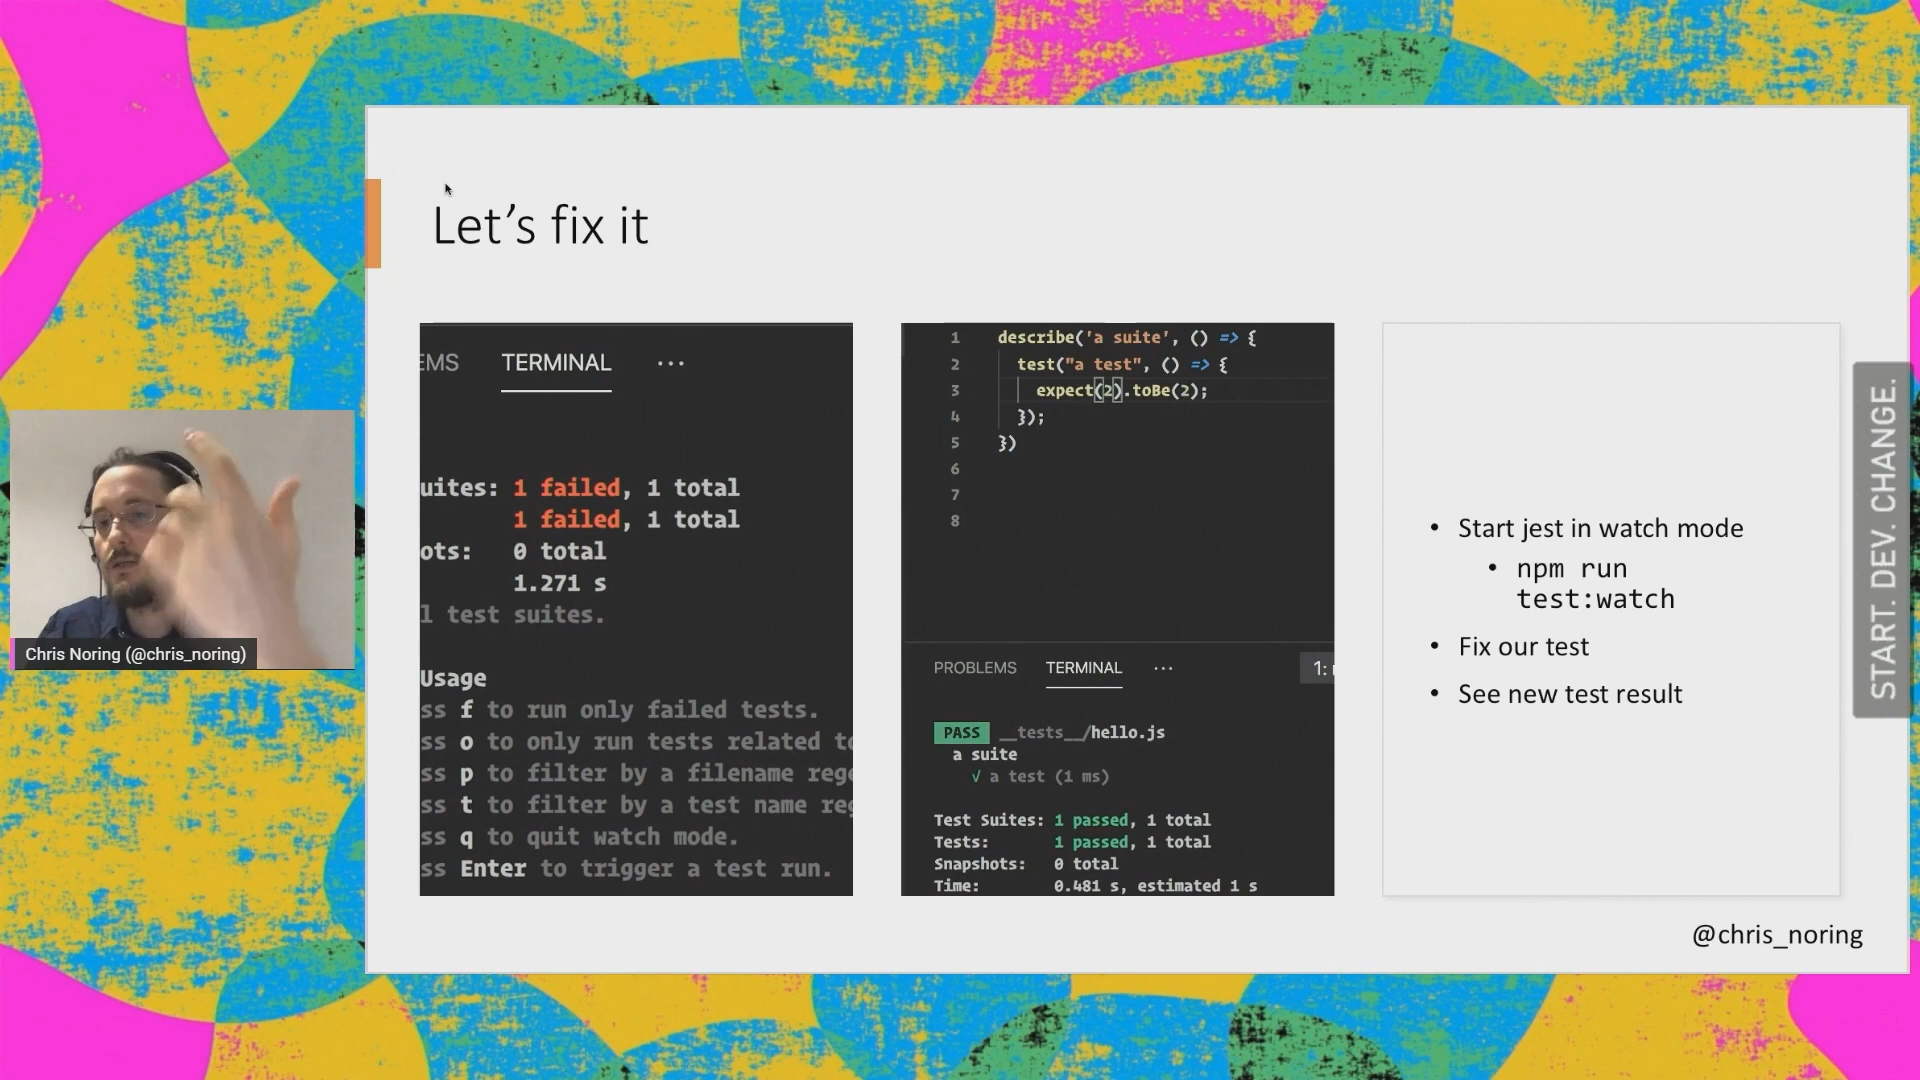 Let's fix it
EMS TERMINAL ···
uites: 1 failed, 1 total
1 failed, 1 total
ots: 0 total
1.271 s
l test suites.
Usage
ss f to run only failed tests.
ss o to only run tests related to
ss p to filter by a filename rege
ss t to filter by a test name reg
ss q to quit watch mode.
ss Enter to trigger a test run.
1 describe('a suite', () => {
2 test("a test", () => {
3 expect(2).toBe(2);
4 });
5 })
6
7
8
PROBLEMS TERMINAL ··· 1:
PASS __tests__/hello.js
a suite
√ a test (1 ms)
Test Suites: 1 passed, 1 total
Tests: 1 passed, 1 total
Snapshots: 0 total
Time: 0.481 s, estimated 1 s
• Start jest in watch mode
• npm run
test:watch
• Fix our test
• See new test result
@chris_noring
Chris Noring (@chris_noring)
START. DEV. CHANGE.